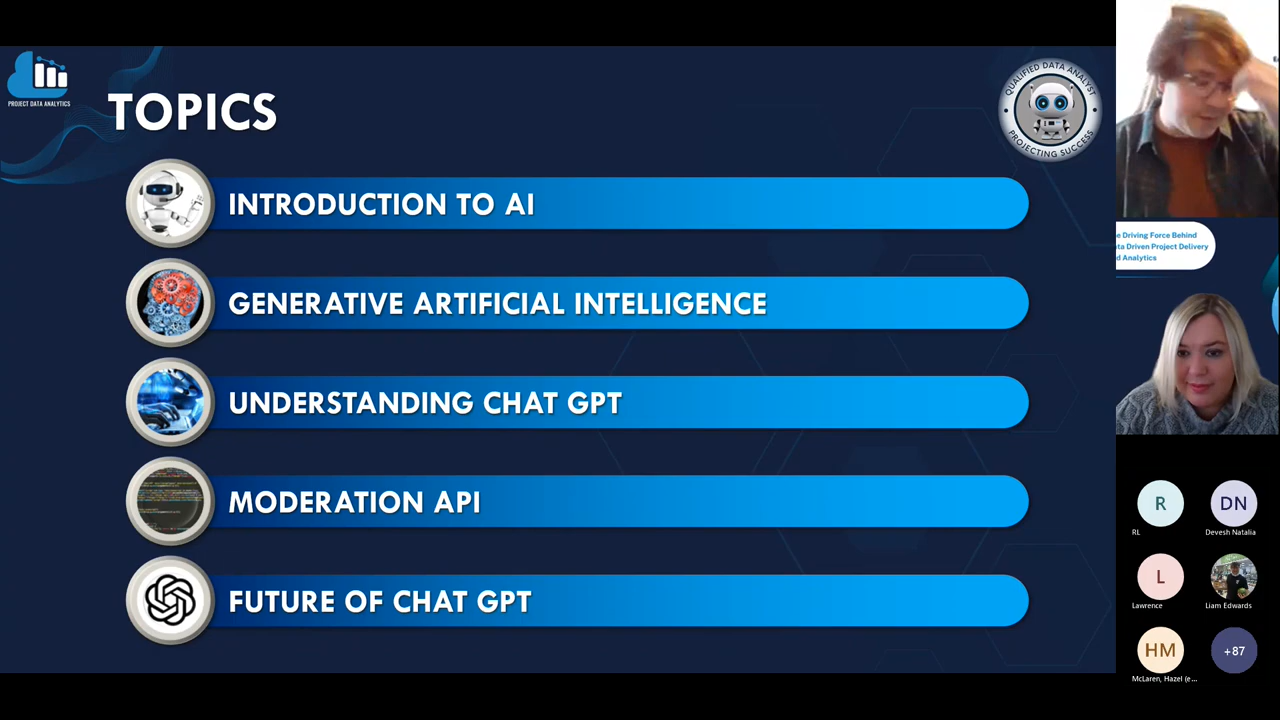 PROJECT DATA ANALYTICS
TOPICS
QUALIFIED DATA ANALYST
PROJECTING SUCCESS
INTRODUCTION TO AI
GENERATIVE ARTIFICIAL INTELLIGENCE
UNDERSTANDING CHAT GPT
MODERATION API
FUTURE OF CHAT GPT
e Driving Force Behind
ta Driven Project Delivery
d Analytics
R
RL
DN
Devesh Natalia
L
Lawrence
Liam Edwards
HM
McLaren, Hazel (e...
+87